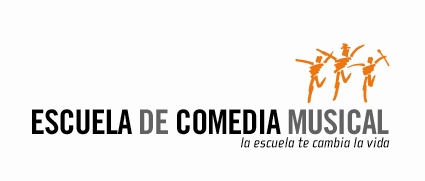 ESCUELA DE COMEDIA MUSICAL
la escuela te cambia la vida